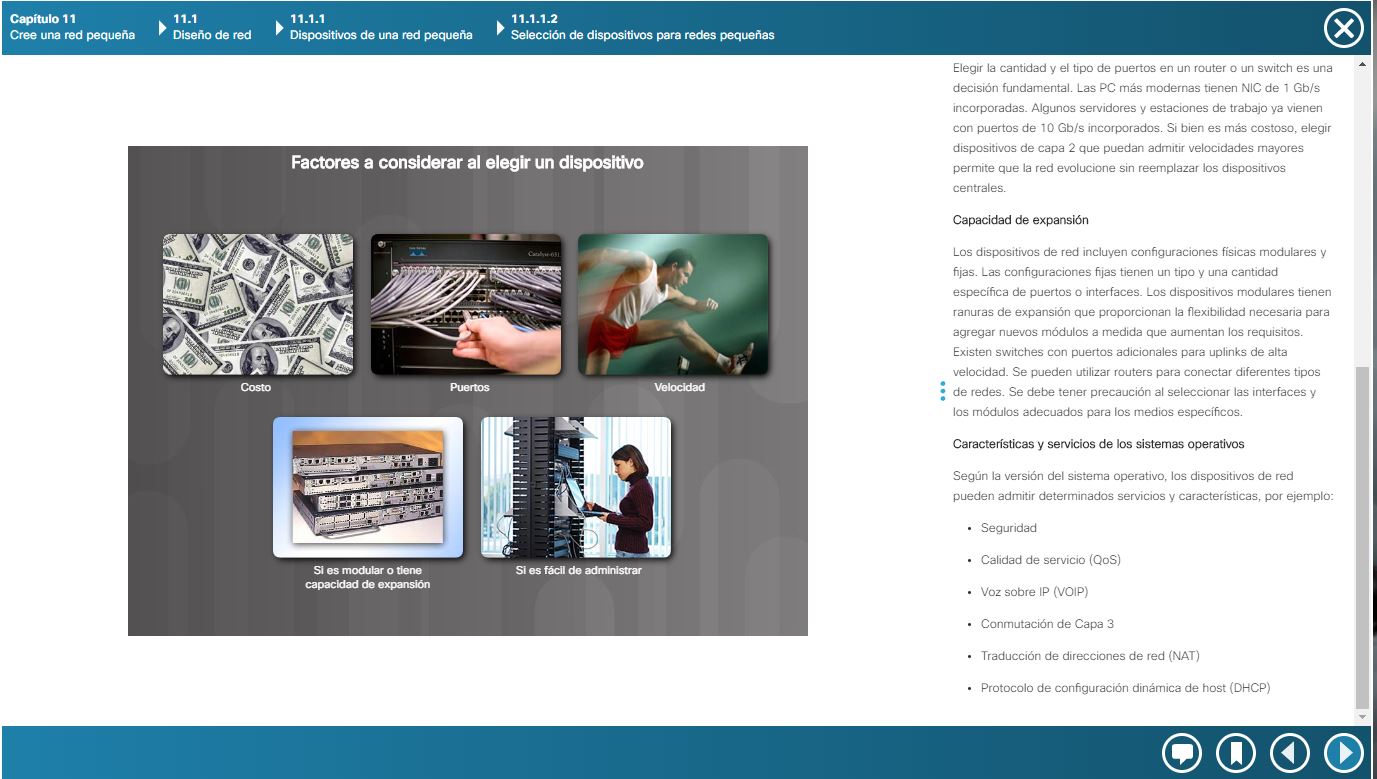 Capítulo 11
Cree una red pequeña
11.1
Diseño de red
11.1.1
Dispositivos de una red pequeña
11.1.1.2
Selección de dispositivos para redes pequeñas
Factores a considerar al elegir un dispositivo
Costo
Puertos
Velocidad
Si es modular o tiene
capacidad de expansión
Si es fácil de administrar
Elegir la cantidad y el tipo de puertos en un router o un switch es una
decisión fundamental. Las PC más modernas tienen NIC de 1 Gb/s
incorporadas. Algunos servidores y estaciones de trabajo ya vienen
con puertos de 10 Gb/s incorporados. Si bien es más costoso, elegir
dispositivos de capa 2 que puedan admitir velocidades mayores
permite que la red evolucione sin reemplazar los dispositivos
centrales.
Capacidad de expansión
Los dispositivos de red incluyen configuraciones físicas modulares y
fijas. Las configuraciones fijas tienen un tipo y una cantidad
específica de puertos o interfaces. Los dispositivos modulares tienen
ranuras de expansión que proporcionan la flexibilidad necesaria para
agregar nuevos módulos a medida que aumentan los requisitos.
Existen switches con puertos adicionales para uplinks de alta
velocidad. Se pueden utilizar routers para conectar diferentes tipos
de redes. Se debe tener precaución al seleccionar las interfaces y
los módulos adecuados para los medios específicos.
Características y servicios de los sistemas operativos
Según la versión del sistema operativo, los dispositivos de red
pueden admitir determinados servicios y características, por ejemplo:
• Seguridad
• Calidad de servicio (QoS)
• Voz sobre IP (VOIP)
• Conmutación de Capa 3
• Traducción de direcciones de red (NAT)
• Protocolo de configuración dinámica de host (DHCP)